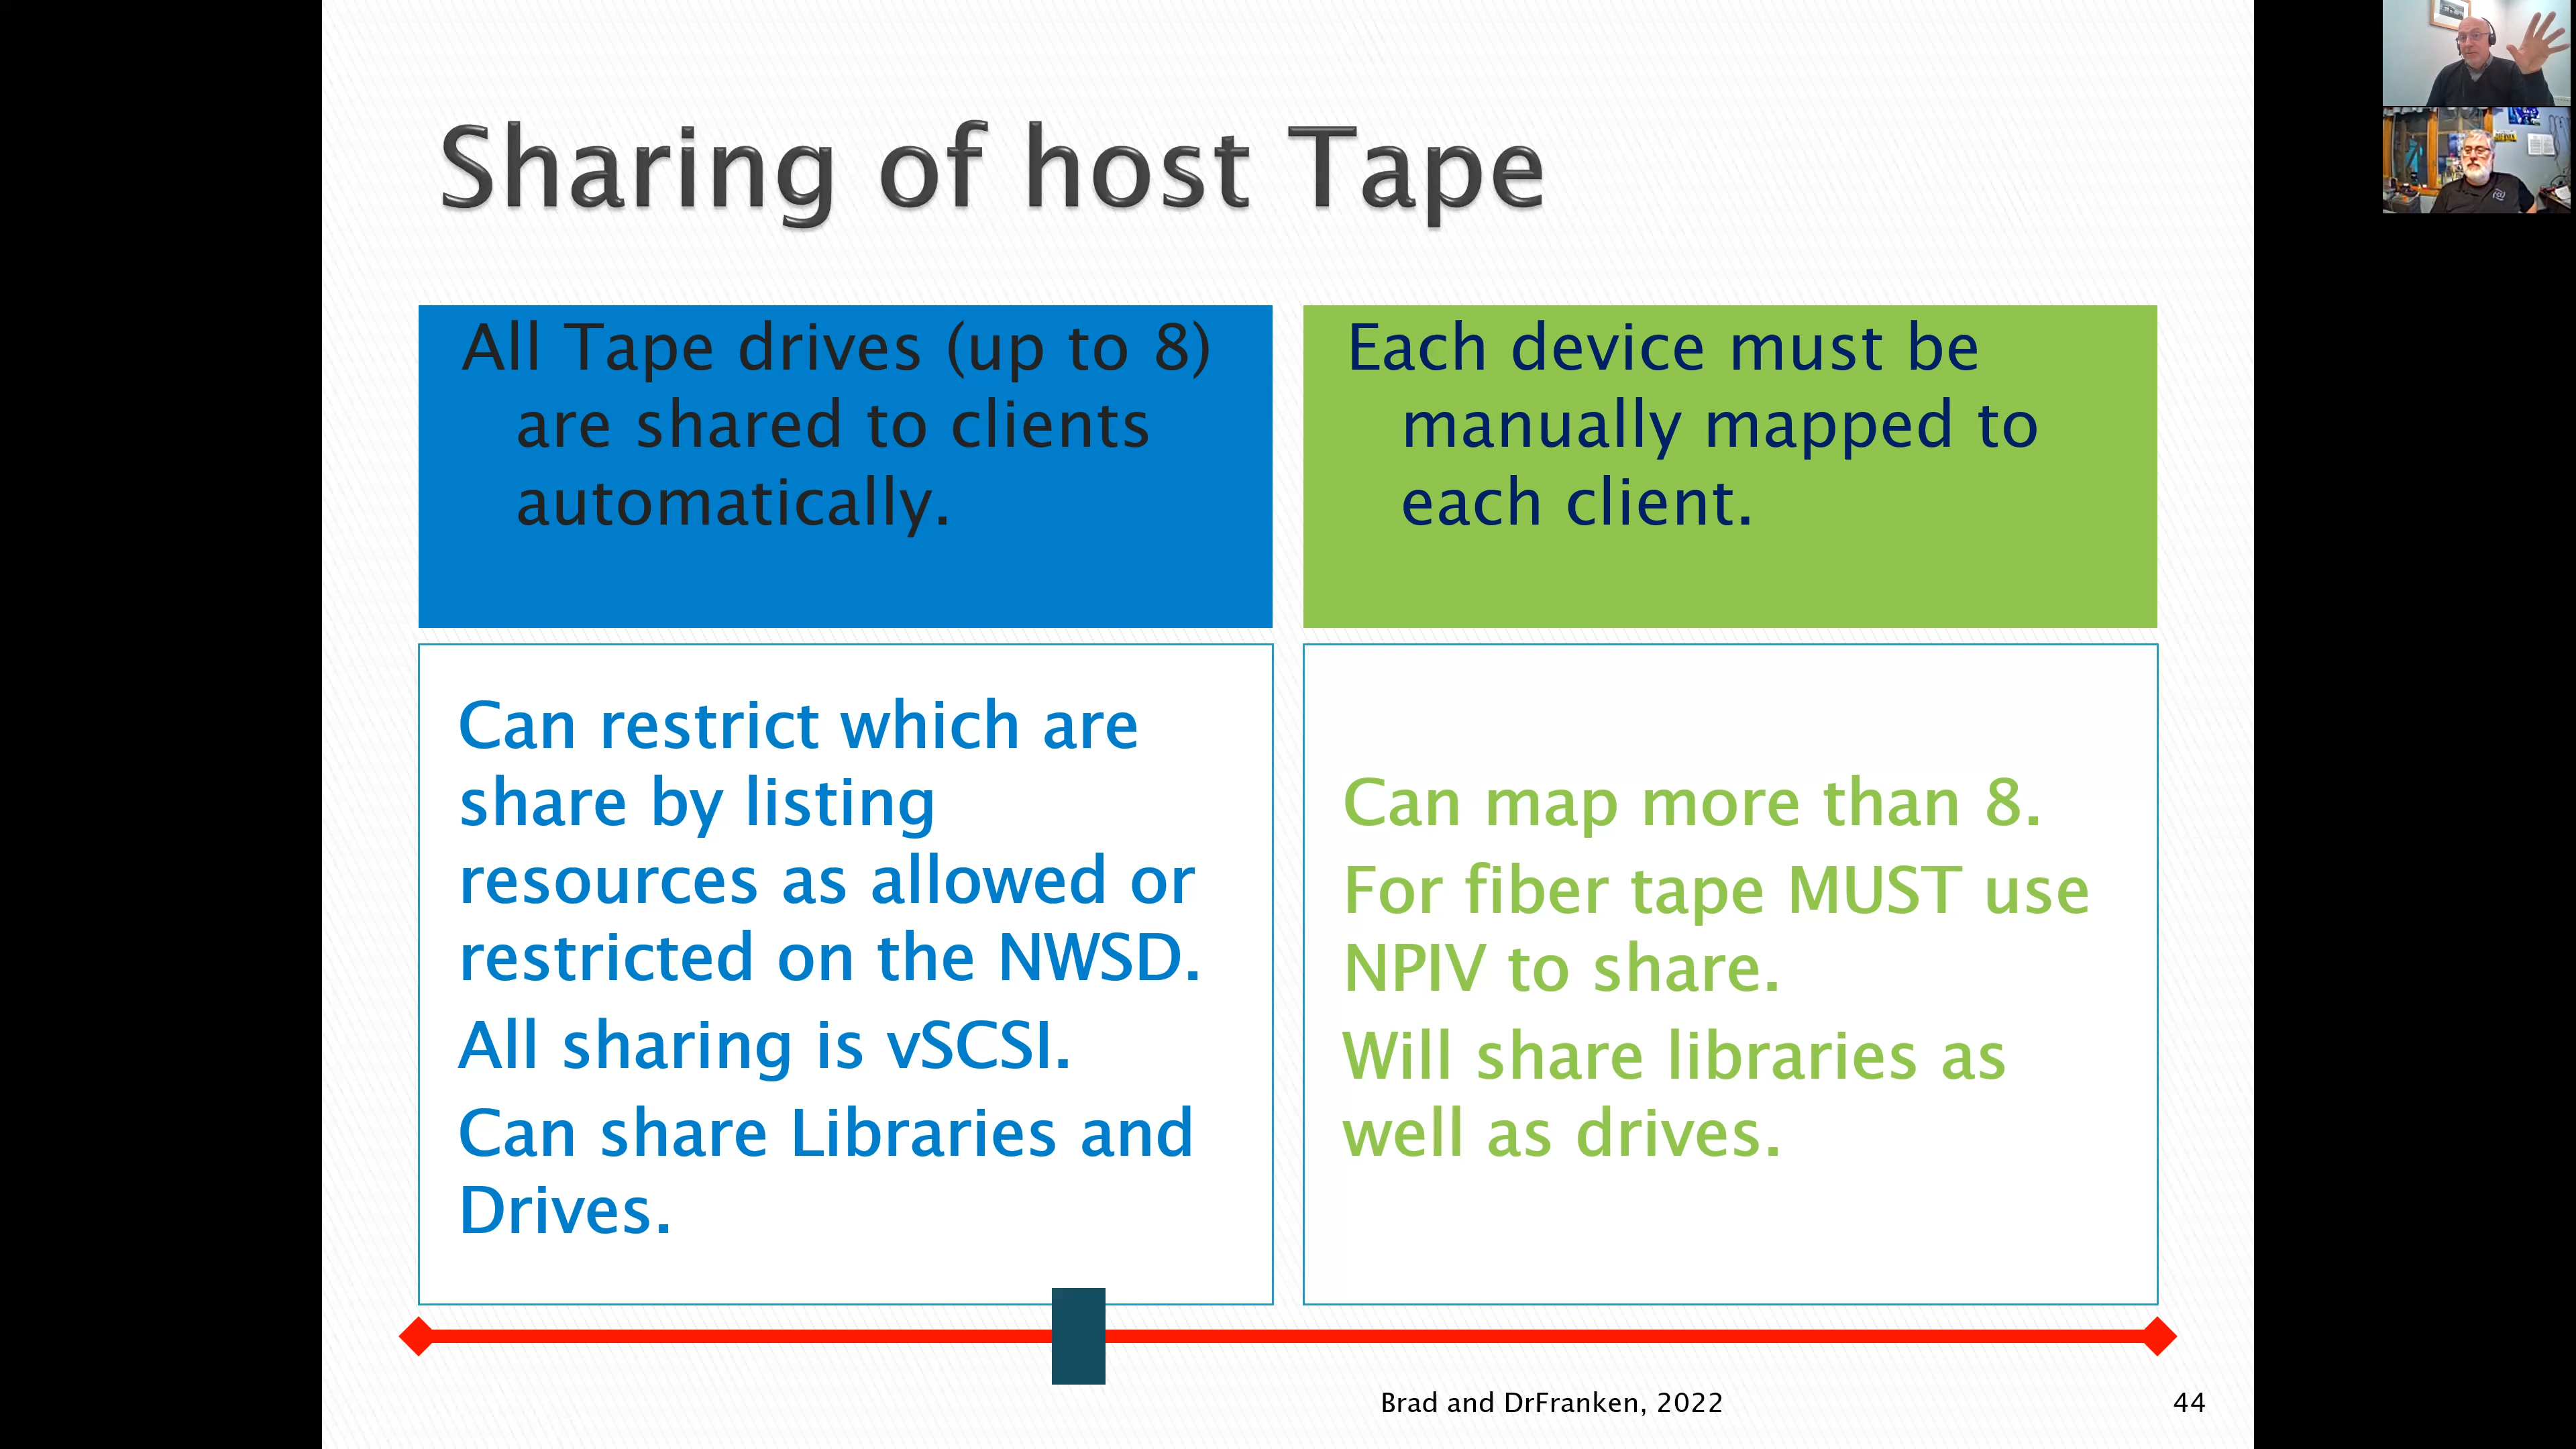 Sharing of host Tape
All Tape drives (up to 8)
are shared to clients
automatically.
Each device must be
manually mapped to
each client.
Can restrict which are
share by listing
resources as allowed or
restricted on the NWSD.
All sharing is vSCSI.
Can share Libraries and
Drives.
Can map more than 8.
For fiber tape MUST use
NPIV to share.
Will share libraries as
well as drives.
Brad and DrFranken, 2022
44